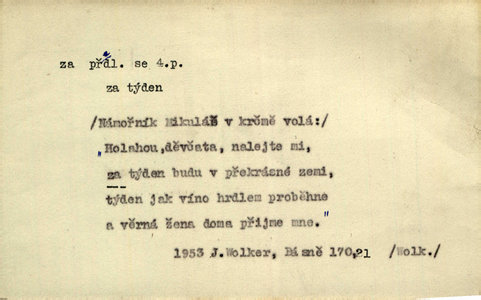 za předl. se 4.p.
za týden
/Námořník Mikuláš v krčmě volá:/
"Holahou,děvčata, nalejte mi,
za týden budu v překrásné zemi,
týden jak víno hrdlem proběhne
a věrná žena doma přijme mne."
1953 J.Wolker, Básně 170,21 /Wolk./